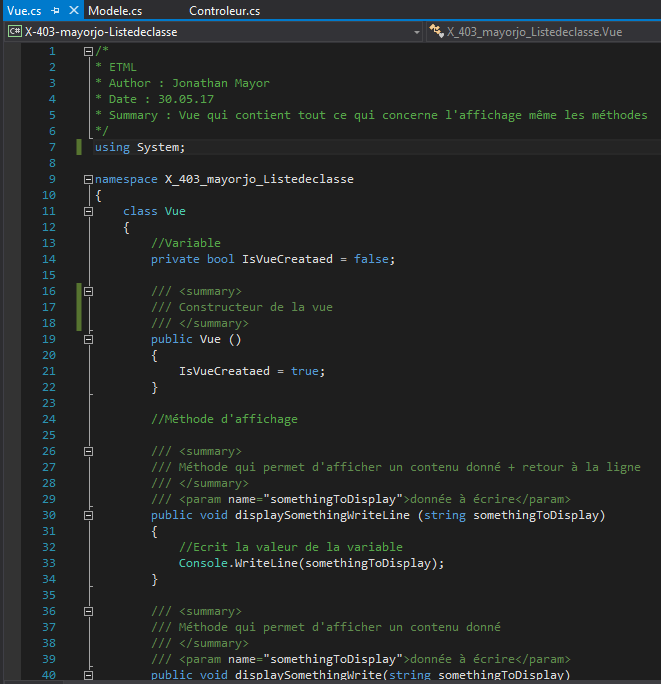 Vue.cs Modele.cs Controleur.cs
C# X-403-mayorjo-Listedeclasse X_403_mayorjo_Listedeclasse.Vue
1 /*
2 * ETML
3 * Author : Jonathan Mayor
4 * Date : 30.05.17
5 * Summary : Vue qui contient tout ce qui concerne l'affichage même les méthodes
6 */
7 using System;
8
9 namespace X_403_mayorjo_Listedeclasse
10 {
11 class Vue
12 {
13 //Variable
14 private bool IsVueCreataed = false;
15
16 /// <summary>
17 /// Constructeur de la vue
18 /// </summary>
19 public Vue ()
20 {
21 IsVueCreataed = true;
22 }
23
24 //Méthode d'affichage
25
26 /// <summary>
27 /// Méthode qui permet d'afficher un contenu donné + retour à la ligne
28 /// </summary>
29 /// <param name="somethingToDisplay">donnée à écrire</param>
30 public void displaySomethingWriteLine (string somethingToDisplay)
31 {
32 //Ecrit la valeur de la variable
33 Console.WriteLine(somethingToDisplay);
34 }
35
36 /// <summary>
37 /// Méthode qui permet d'afficher un contenu donné
38 /// </summary>
39 /// <param name="somethingToDisplay">donnée à écrire</param>
40 public void displaySomethingWrite(string somethingToDisplay)